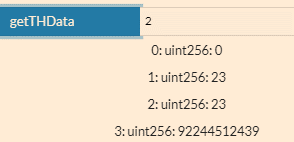 getTHData 2
0: uint256: 0
1: uint256: 23
2: uint256: 23
3: uint256: 92244512439